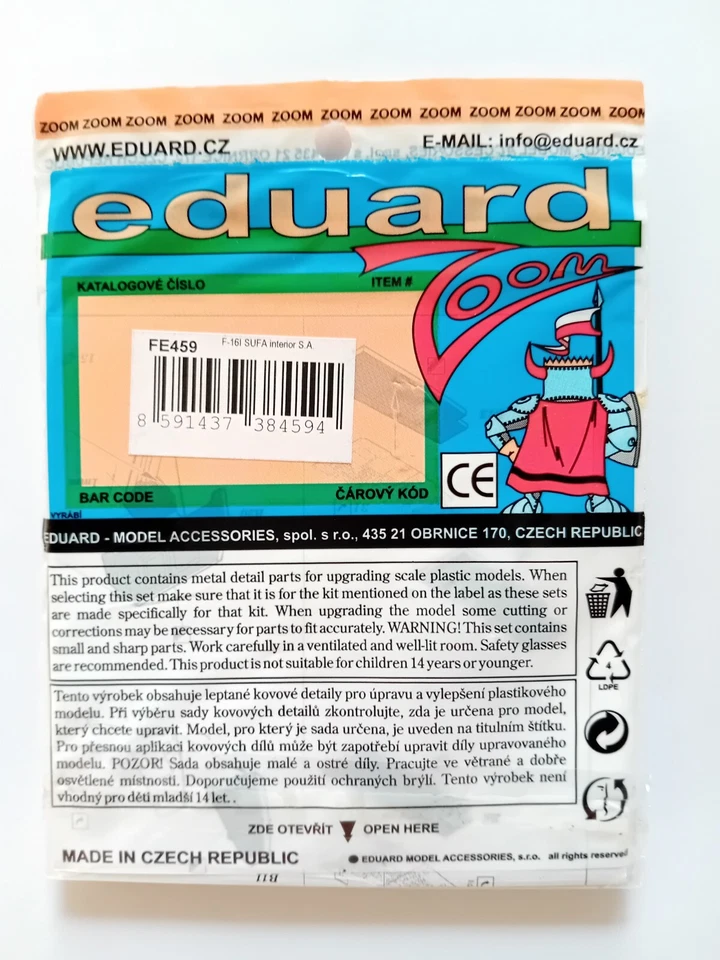 ZOOM ZOOM ZOOM ZOOM ZOOM ZOOM ZOOM ZOOM ZOOM ZOOM ZOOM ZOOM ZOOM
WWW.EDUARD.CZ
E-MAIL: info@eduard.cz
eduard
Zoom
KATALOGOVÉ ČÍSLO
ITEM #
FE459
F-16I SUFA interior S.A.
8 591437 384594
BAR CODE
ČÁROVÝ KÓD
CE
VYRÁBÍ
EDUARD - MODEL ACCESSORIES, spol. s r.o., 435 21 OBRNICE 170, CZECH REPUBLIC
This product contains metal detail parts for upgrading scale plastic models. When
selecting this set make sure that it is for the kit mentioned on the label as these sets
are made specifically for that kit. When upgrading the model some cutting or
corrections may be necessary for parts to fit accurately. WARNING! This set contains
small and sharp parts. Work carefully in a ventilated and well-lit room. Safety glasses
are recommended. This product is not suitable for children 14 years or younger.
4
LDPE
Tento výrobek obsahuje leptané kovové detaily pro úpravu a vylepšení plastikového
modelu. Při výběru sady kovových detailů zkontrolujte, zda je určena pro model,
který chcete upravit. Model, pro který je sada určena, je uveden na titulním štítku.
Pro přesnou aplikaci kovových dílů může být zapotřebí upravit díly upravovaného
modelu. POZOR! Sada obsahuje malé a ostré díly. Pracujte ve větrané a dobře
osvětlené místnosti. Doporučujeme použití ochraných brýlí. Tento výrobek není
vhodný pro děti mladší 14 let. .
ZDE OTEVŘÍT OPEN HERE
MADE IN CZECH REPUBLIC
EDUARD MODEL ACCESSORIES, s.r.o. all rights reserved